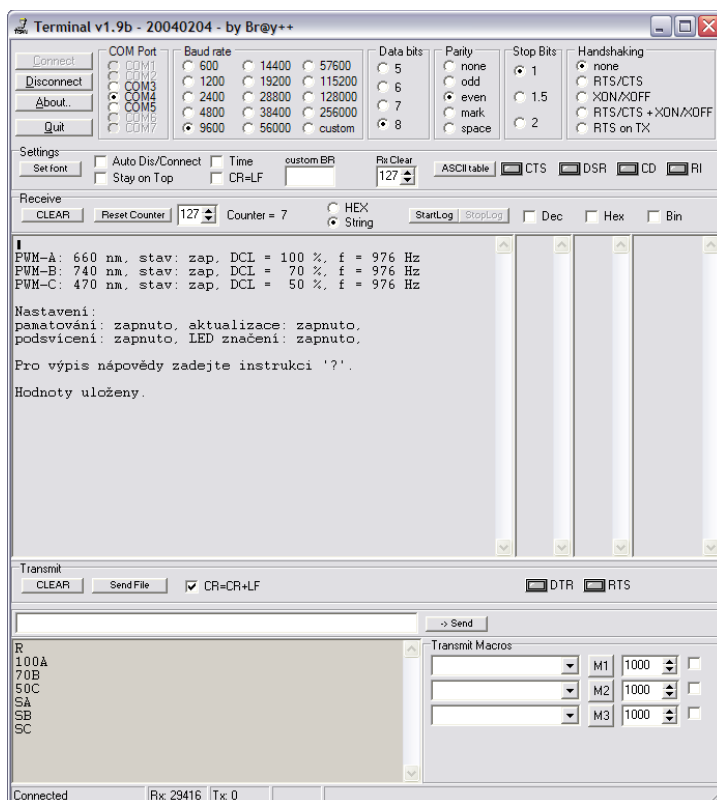 Terminal v1.9b - 20040204 - by Br@y++
Connect
Disconnect
About..
Quit
COM Port
COM1
COM2
COM3
COM4
COM5
COM6
COM7
Baud rate
600 14400 57600
1200 19200 115200
2400 28800 128000
4800 38400 256000
9600 56000 custom
Data bits
5
6
7
8
Parity
none
odd
even
mark
space
Stop Bits
1
1.5
2
Handshaking
none
RTS/CTS
XON/XOFF
RTS/CTS + XON/XOFF
RTS on TX
Settings
Set font
Auto Dis/Connect Time
Stay on Top CR=LF
custom BR
Rx Clear
127
ASCII table CTS DSR CD RI
Receive
CLEAR Reset Counter 127 Counter = 7
HEX
String
StartLog StopLog Dec Hex Bin
PWM-A: 660 nm, stav: zap, DCL = 100 %, f = 976 Hz
PWM-B: 740 nm, stav: zap, DCL = 70 %, f = 976 Hz
PWM-C: 470 nm, stav: zap, DCL = 50 %, f = 976 Hz
Nastavení:
pamatování: zapnuto, aktualizace: zapnuto,
podsvícení: zapnuto, LED značení: zapnuto,
Pro výpis nápovědy zadejte instrukci '?'.
Hodnoty uloženy.
Transmit
CLEAR Send File CR=CR+LF DTR RTS
-> Send
R
100A
70B
50C
SA
SB
SC
Transmit Macros
M1 1000
M2 1000
M3 1000
Connected Rx: 29416 Tx: 0